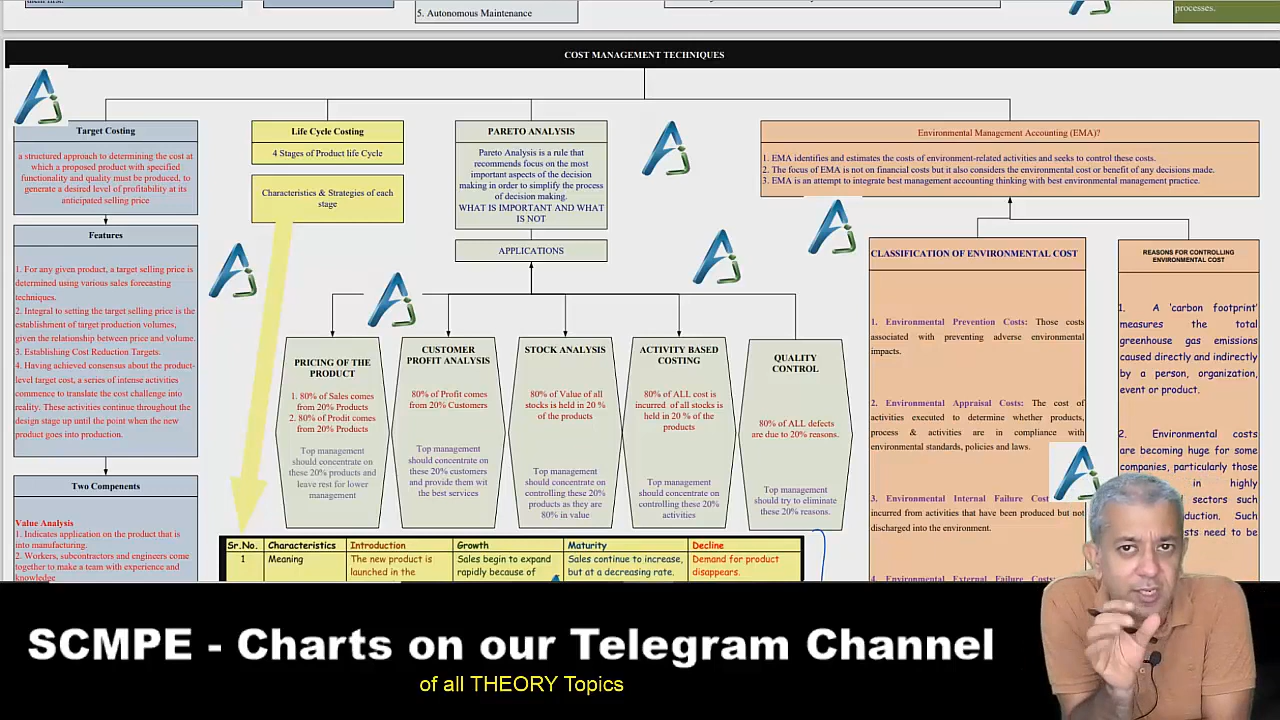 ment first.
5. Autonomous Maintenance
processes.
COST MANAGEMENT TECHNIQUES
Target Costing
a structured approach to determining the cost at
which a proposed product with specified
functionality and quality must be produced, to
generate a desired level of profitability at its
anticipated selling price
Features
1. For any given product, a target selling price is
determined using various sales forecasting
techniques.
2. Integral to setting the target selling price is the
establishment of target production volumes,
given the relationship between price and volume.
3. Establishing Cost Reduction Targets.
4. Having achieved consensus about the product-
level target cost, a series of intense activities
commence to translate the cost challenge into
reality. These activities continue throughout the
design stage up until the point when the new
product goes into production.
Two Compenents
Value Analysis
1. Indicates application on the product that is
into manufacturing.
2. Workers, subcontractors and engineers come
together to make a team with experience and
knowledge
Life Cycle Costing
4 Stages of Product life Cycle
Characteristics & Strategies of each
stage
PARETO ANALYSIS
Pareto Analysis is a rule that
recommends focus on the most
important aspects of the decision
making in order to simplify the process
of decision making.
WHAT IS IMPORTANT AND WHAT
IS NOT
APPLICATIONS
PRICING OF THE
PRODUCT
1. 80% of Sales comes
from 20% Products
2. 80% of Profit comes
from 20% Products
Top management
should concentrate on
these 20% products and
leave rest for lower
management
CUSTOMER
PROFIT ANALYSIS
80% of Profit comes
from 20% Customers
Top management
should concentrate on
these 20% customers
and provide them wit
the best services
STOCK ANALYSIS
80% of Value of all
stocks is held in 20 %
of the products
Top management
should concentrate on
controlling these 20%
products as they are
80% in value
ACTIVITY BASED
COSTING
80% of ALL cost is
incurred of all stocks is
held in 20 % of the
products
Top management
should concentrate on
controlling these 20%
activities
QUALITY
CONTROL
80% of ALL defects
are due to 20% reasons.
Top management
should try to eliminate
these 20% reasons.
Sr.No. Characteristics Introduction Growth Maturity Decline
1 Meaning The new product is Sales begin to expand Sales continue to increase, Demand for product
launched in the rapidly because of but at a decreasing rate. disappears.
Environmental Management Accounting (EMA)?
1. EMA identifies and estimates the costs of environment-related activities and seeks to control these costs.
2. The focus of EMA is not on financial costs but it also considers the environmental cost or benefit of any decisions made.
3. EMA is an attempt to integrate best management accounting thinking with best environmental management practice.
CLASSIFICATION OF ENVIRONMENTAL COST
1. Environmental Prevention Costs: Those costs
associated with preventing adverse environmental
impacts.
2. Environmental Appraisal Costs: The cost of
activities executed to determine whether products,
process & activities are in compliance with
environmental standards, policies and laws.
3. Environmental Internal Failure Cost
incurred from activities that have been produced but not
discharged into the environment.
4. Environmental External Failure Costs:
REASONS FOR CONTROLLING
ENVIRONMENTAL COST
1. A 'carbon footprint'
measures the total
greenhouse gas emissions
caused directly and indirectly
by a person, organization,
event or product.
2. Environmental costs
are becoming huge for some
companies, particularly those
in highly
sectors such
duction. Such
sts need to be
SCMPE - Charts on our Telegram Channel
of all THEORY Topics